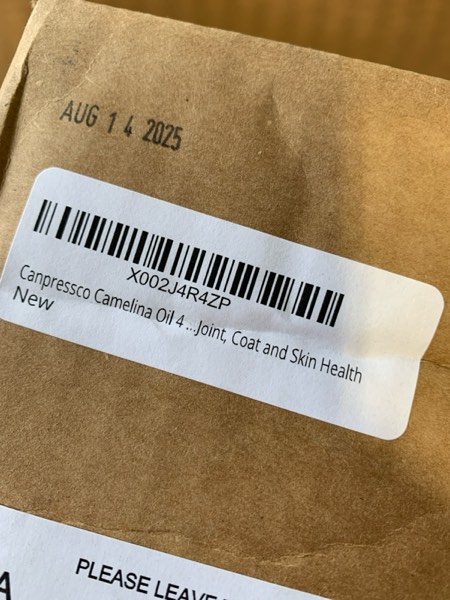 AUG 14 2025
X002J4R4ZP
Canpressco Camelina Oil 4 ...Joint, Coat and Skin Health
New
PLEASE LEAVE
A